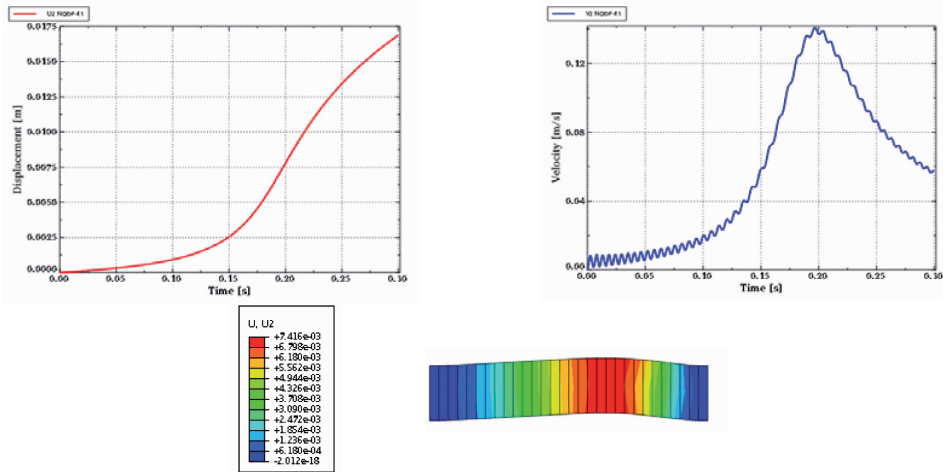 U2 Node 41
0.0175
0.0150
0.0125
0.0100
0.0075
0.0050
0.0025
0.0000
Displacement [m]
0.00 0.05 0.10 0.15 0.20 0.25 0.30
Time [s]
V2 Node 41
0.12
0.08
0.04
0.00
Velocity [m/s]
0.00 0.05 0.10 0.15 0.20 0.25 0.30
Time [s]
U, U2
+7.416e-03
+6.798e-03
+6.180e-03
+5.562e-03
+4.944e-03
+4.326e-03
+3.708e-03
+3.090e-03
+2.472e-03
+1.854e-03
+1.236e-03
+6.180e-04
-2.012e-18